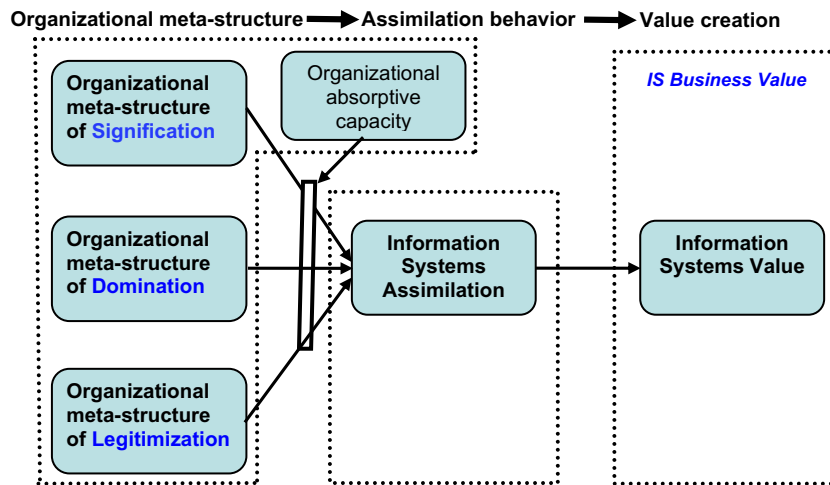 Organizational meta-structure Assimilation behavior Value creation
Organizational
meta-structure
of Signification
Organizational
absorptive
capacity
IS Business Value
Organizational
meta-structure
of Domination
Information
Systems
Assimilation
Information
Systems Value
Organizational
meta-structure
of Legitimization